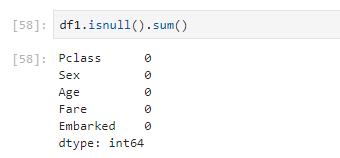 [58]: df1.isnull().sum()
[58]: Pclass 0
Sex 0
Age 0
Fare 0
Embarked 0
dtype: int64